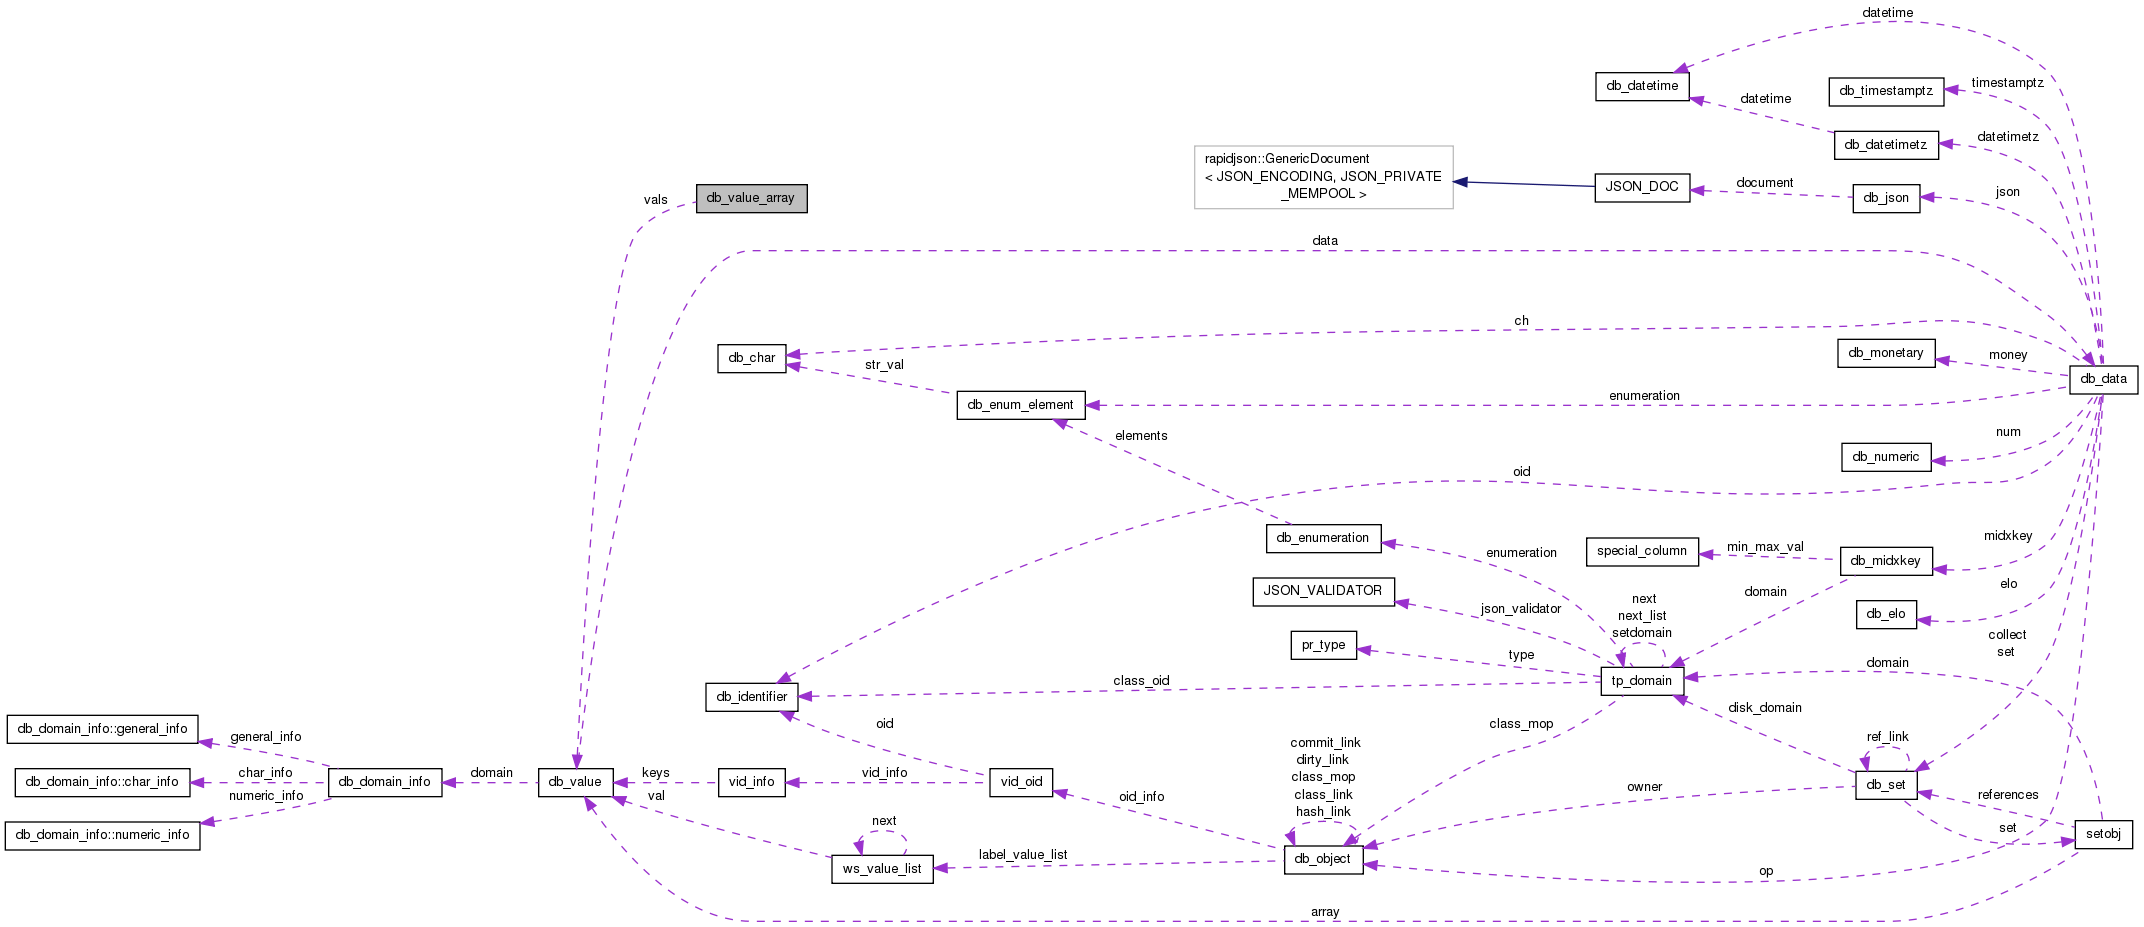 datetime
db_datetime
timestamptz
db_timestamptz
datetime
datetimetz
db_datetimetz
rapidjson::GenericDocument
< JSON_ENCODING, JSON_PRIVATE
_MEMPOOL >
JSON_DOC
document
db_json
json
vals
db_value_array
data
ch
db_char
str_val
db_monetary
money
db_data
db_enum_element
enumeration
elements
num
db_numeric
oid
db_enumeration
enumeration
special_column
min_max_val
db_midxkey
midxkey
JSON_VALIDATOR
json_validator
next
next_list
setdomain
domain
db_elo
elo
pr_type
type
collect
set
db_identifier
class_oid
tp_domain
domain
oid
class_mop
disk_domain
db_domain_info::general_info
general_info
commit_link
dirty_link
class_mop
class_link
hash_link
ref_link
db_domain_info::char_info
char_info
db_domain_info
domain
db_value
keys
vid_info
vid_info
vid_oid
oid_info
owner
db_set
references
numeric_info
val
db_domain_info::numeric_info
next
set
setobj
ws_value_list
label_value_list
db_object
op
array